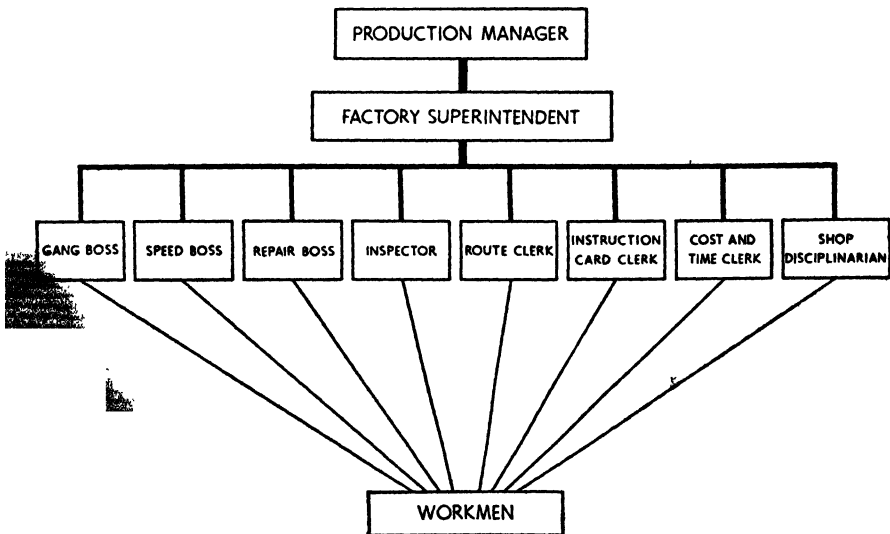 PRODUCTION MANAGER
FACTORY SUPERINTENDENT
GANG BOSS
SPEED BOSS
REPAIR BOSS
INSPECTOR
ROUTE CLERK
INSTRUCTION
CARD CLERK
COST AND
TIME CLERK
SHOP
DISCIPLINARIAN
WORKMEN